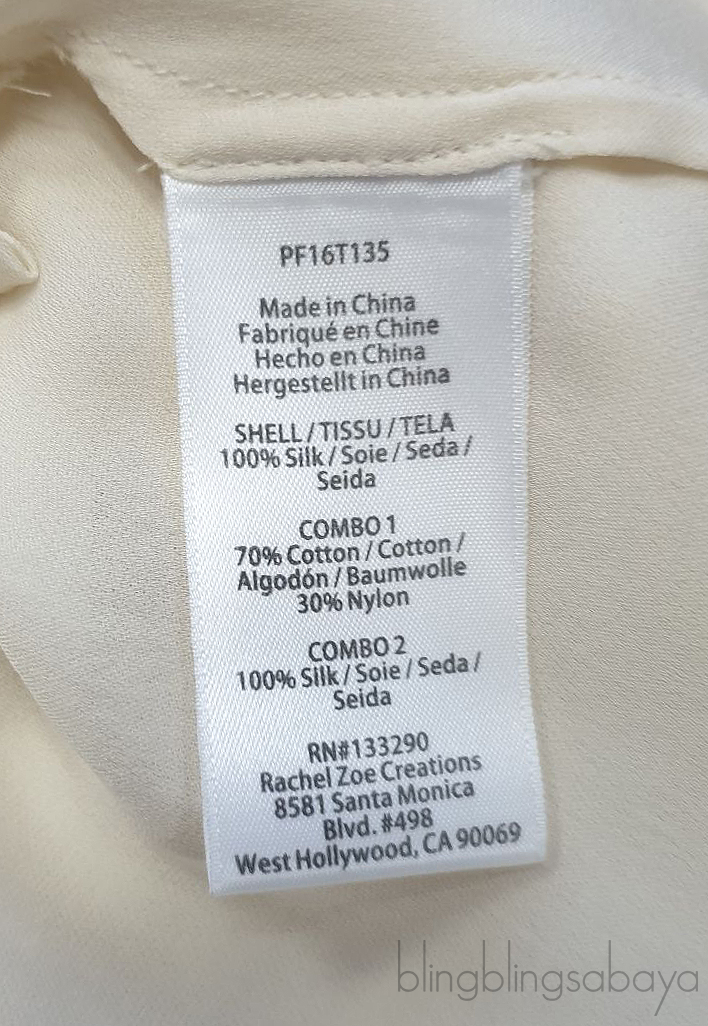 PF16T135
Made in China
Fabriqué en Chine
Hecho en China
Hergestellt in China
SHELL / TISSU / TELA
100% Silk / Soie / Seda /
Seida
COMBO 1
70% Cotton / Cotton /
Algodón / Baumwolle
30% Nylon
COMBO 2
100% Silk / Soie / Seda /
Seida
RN#133290
Rachel Zoe Creations
8581 Santa Monica
Blvd. #498
West Hollywood, CA 90069
blingblingsabaya